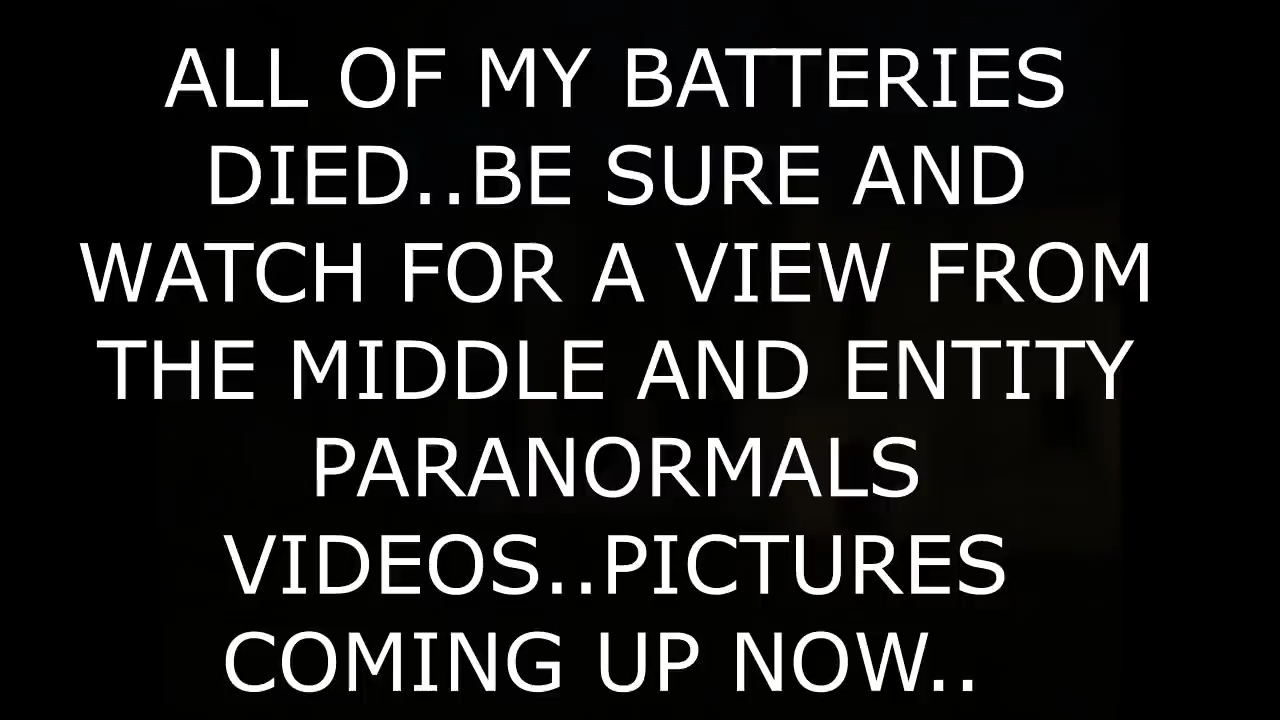 ALL OF MY BATTERIES
DIED..BE SURE AND
WATCH FOR A VIEW FROM
THE MIDDLE AND ENTITY
PARANORMALS
VIDEOS..PICTURES
COMING UP NOW..